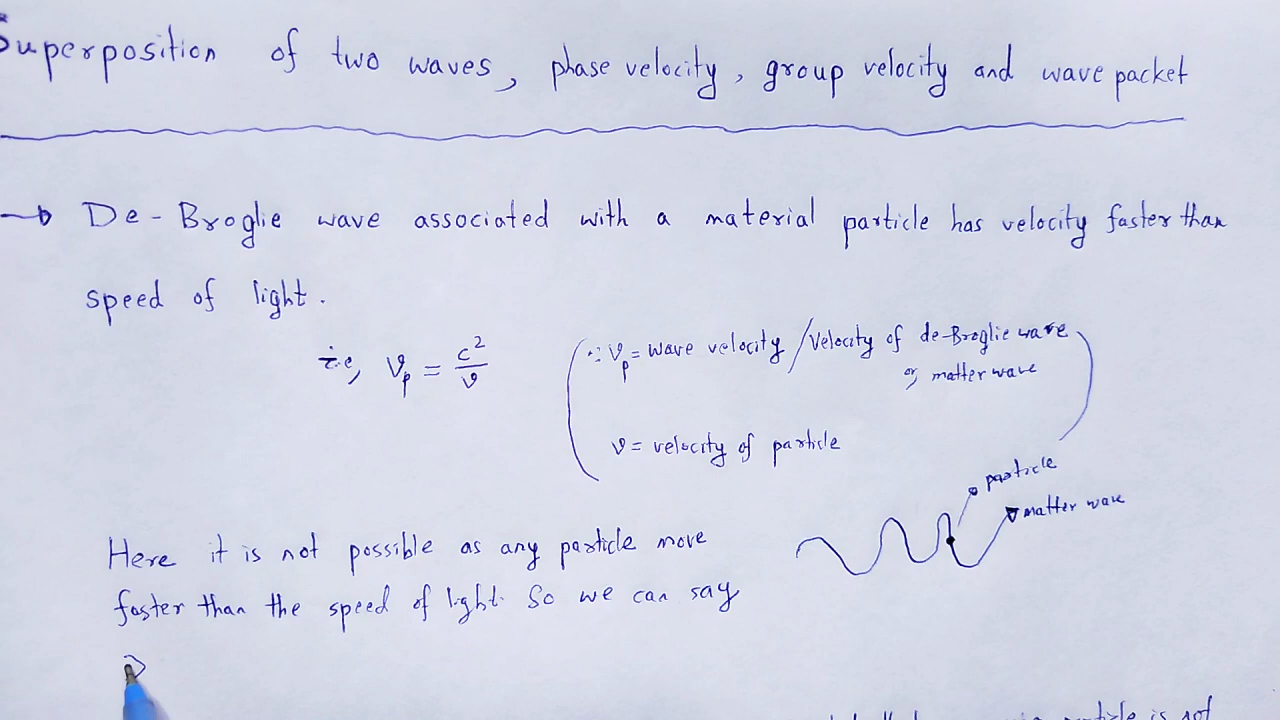 Superposition of two waves, phase velocity, group velocity and wave packet
→ De-Broglie wave associated with a material particle has velocity faster than
speed of light.
i.e, Vp = c²/v
(∵ Vp = wave velocity / Velocity of de-Broglie wave
or matter wave
v = velocity of particle)
particle
matter wave
Here it is not possible as any particle move
faster than the speed of light. So we can say
particle is not